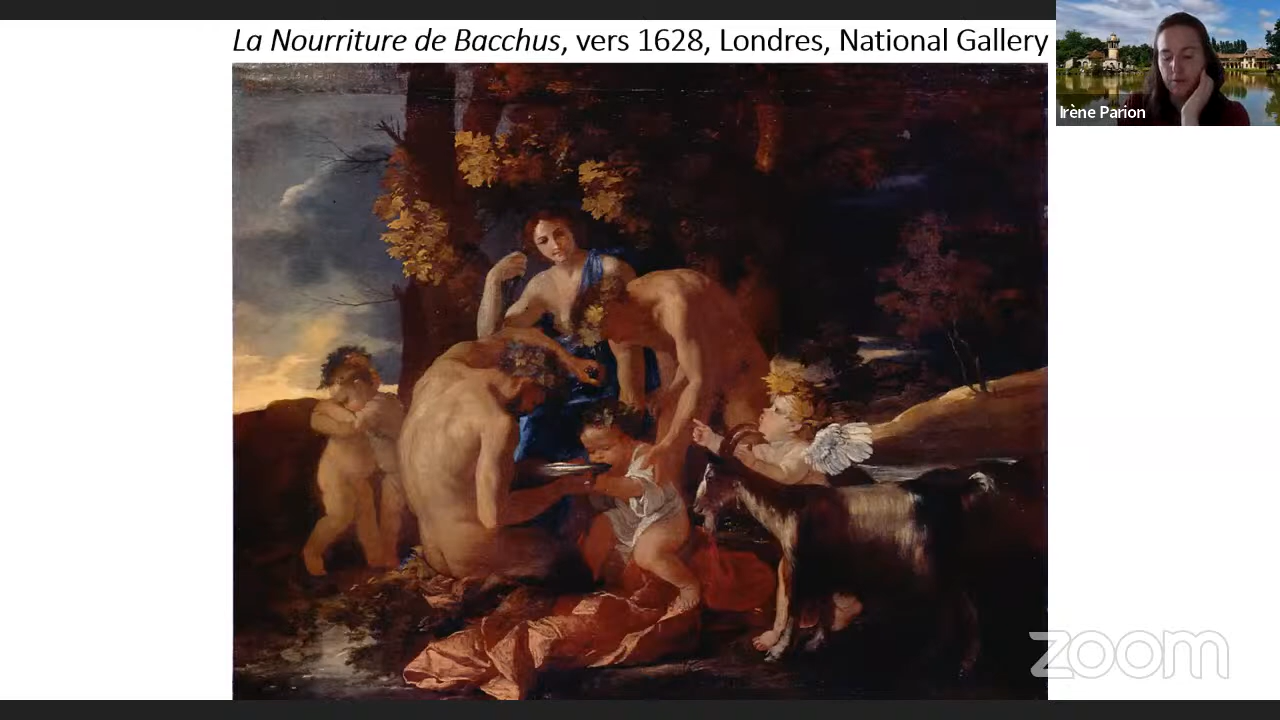 La Nourriture de Bacchus, vers 1628, Londres, National Gallery
Irène Parion
zoom